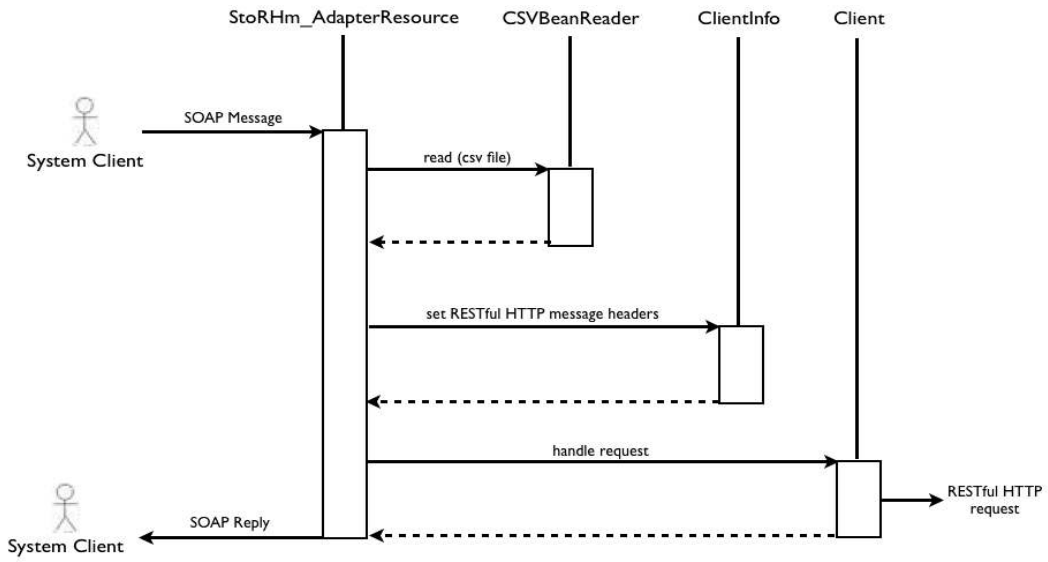 StoRHm_AdapterResource
CSVBeanReader
ClientInfo
Client
SOAP Message
System Client
read (csv file)
set RESTful HTTP message headers
handle request
RESTful HTTP
request
SOAP Reply
System Client